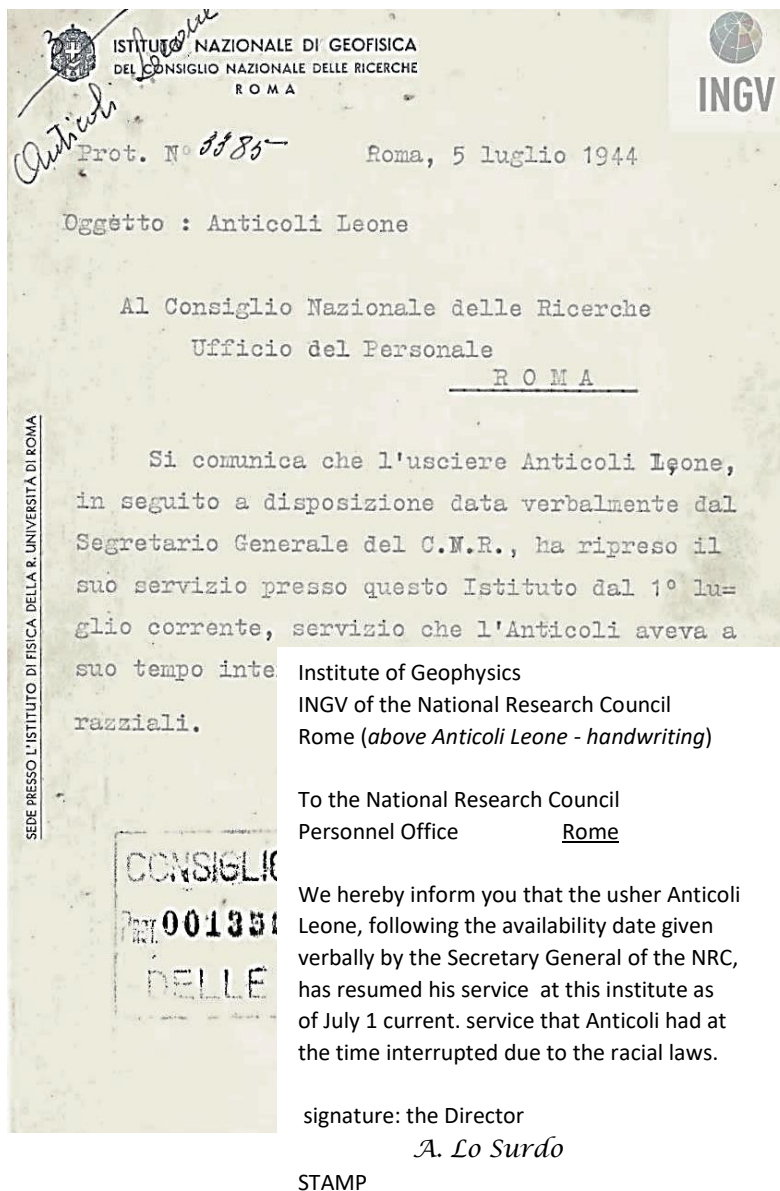 3
Anticoli Leone
ISTITUTO NAZIONALE DI GEOFISICA
DEL CONSIGLIO NAZIONALE DELLE RICERCHE
ROMA
INGV
Prot. N° 3385
Roma, 5 luglio 1944
Oggetto : Anticoli Leone
Al Consiglio Nazionale delle Ricerche
Ufficio del Personale
ROMA
SEDE PRESSO L'ISTITUTO DI FISICA DELLA R. UNIVERSITÀ DI ROMA
Si comunica che l'usciere Anticoli Leone,
in seguito a disposizione data verbalmente dal
Segretario Generale del C.N.R., ha ripreso il
suo servizio presso questo Istituto dal 1° lu=
glio corrente, servizio che l'Anticoli aveva a
suo tempo inte
razziali.
CONSIGLIO
Prot. 00135
DELLE
Institute of Geophysics
INGV of the National Research Council
Rome (above Anticoli Leone - handwriting)
To the National Research Council
Personnel Office Rome
We hereby inform you that the usher Anticoli
Leone, following the availability date given
verbally by the Secretary General of the NRC,
has resumed his service at this institute as
of July 1 current. service that Anticoli had at
the time interrupted due to the racial laws.
signature: the Director
A. Lo Surdo
STAMP